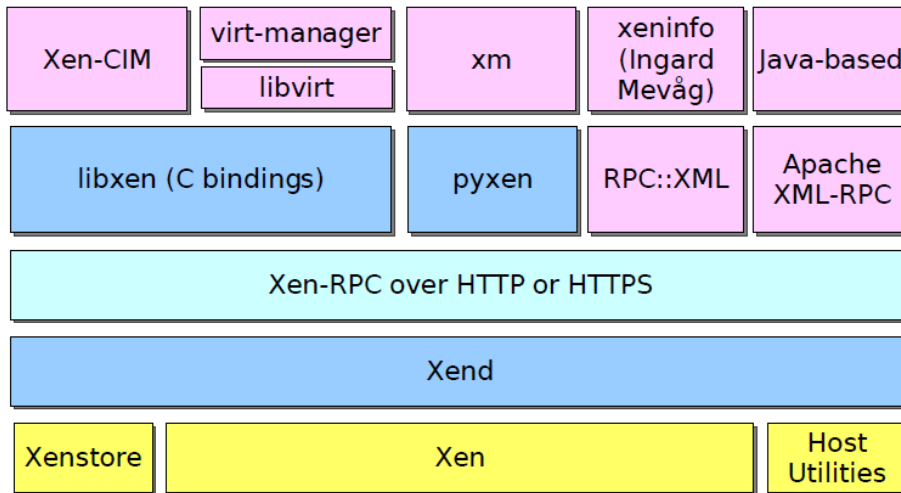 Xen-CIM
virt-manager
libvirt
xm
xeninfo
(Ingard
Mevåg)
Java-based
libxen (C bindings)
pyxen
RPC::XML
Apache
XML-RPC
Xen-RPC over HTTP or HTTPS
Xend
Xenstore
Xen
Host
Utilities